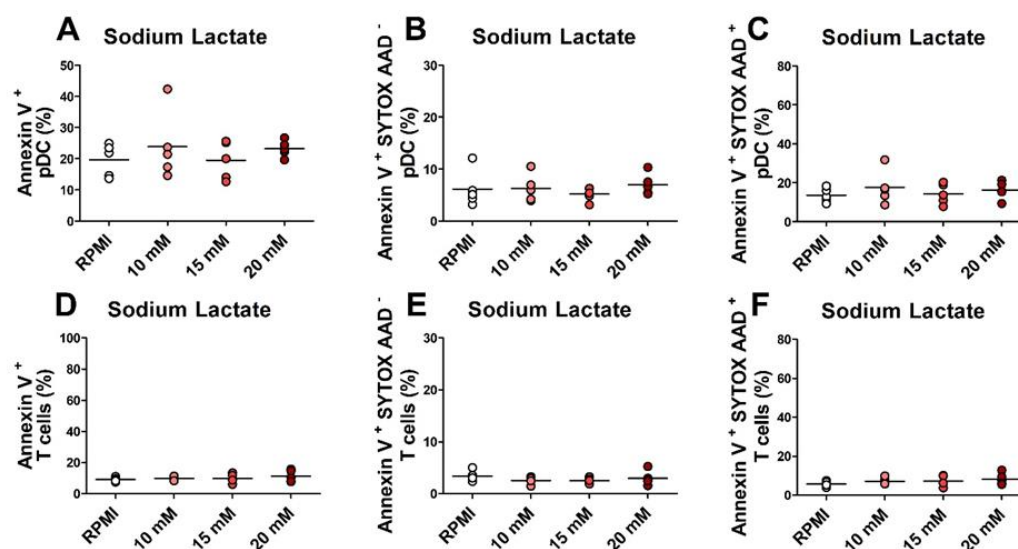 A
Sodium Lactate
Annexin V +
pDC (%)
50
40
30
20
10
0
RPMI
10 mM
15 mM
20 mM
B
Sodium Lactate
Annexin V + SYTOX AAD -
pDC (%)
30
20
10
0
RPMI
10 mM
15 mM
20 mM
C
Sodium Lactate
Annexin V + SYTOX AAD +
pDC (%)
80
60
40
20
0
RPMI
10 mM
15 mM
20 mM
D
Sodium Lactate
Annexin V +
T cells (%)
100
80
60
40
20
0
RPMI
10 mM
15 mM
20 mM
E
Sodium Lactate
Annexin V + SYTOX AAD -
T cells (%)
30
20
10
0
RPMI
10 mM
15 mM
20 mM
F
Sodium Lactate
Annexin V + SYTOX AAD +
T cells (%)
80
60
40
20
0
RPMI
10 mM
15 mM
20 mM